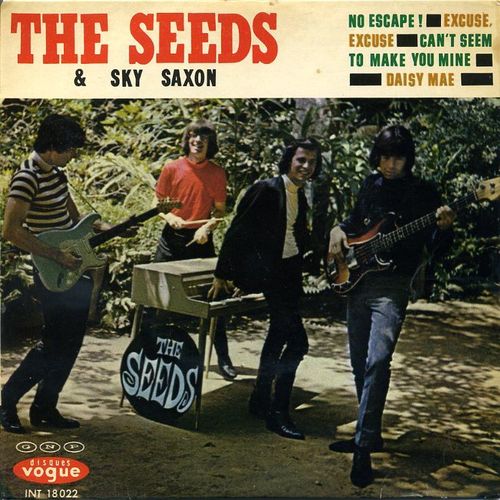 THE SEEDS
& SKY SAXON
NO ESCAPE! EXCUSE,
EXCUSE CAN'T SEEM
TO MAKE YOU MINE
DAISY MAE
THE
SEEDS
GNP
disques
vogue
INT 18022